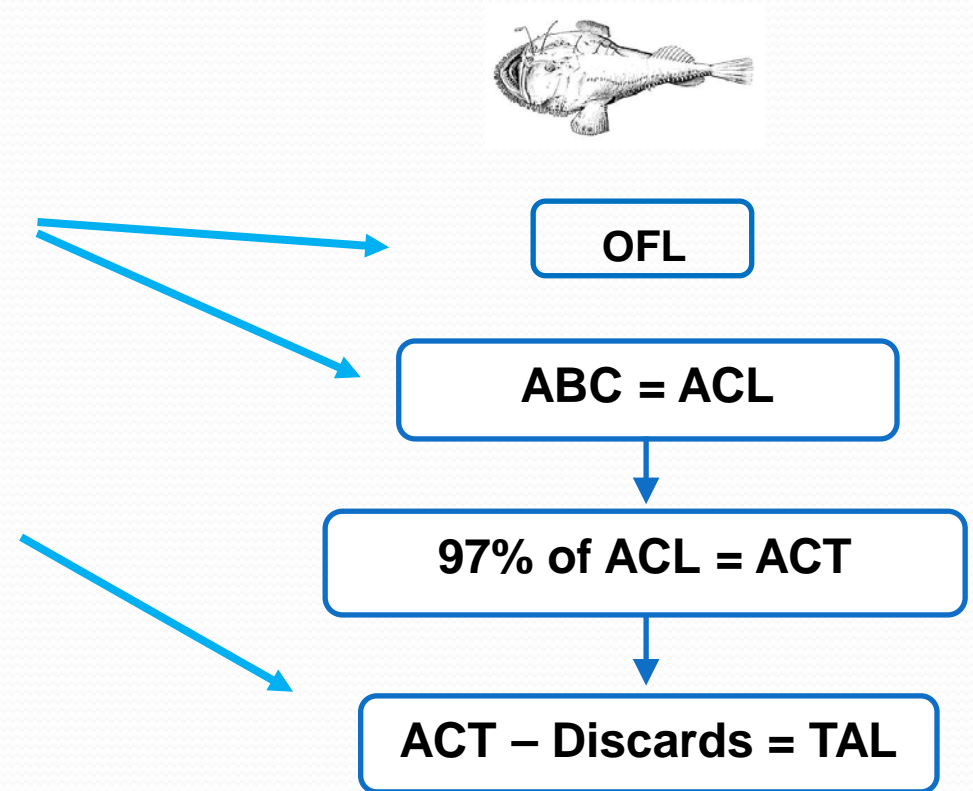 OFL
ABC = ACL
97% of ACL = ACT
ACT – Discards = TAL